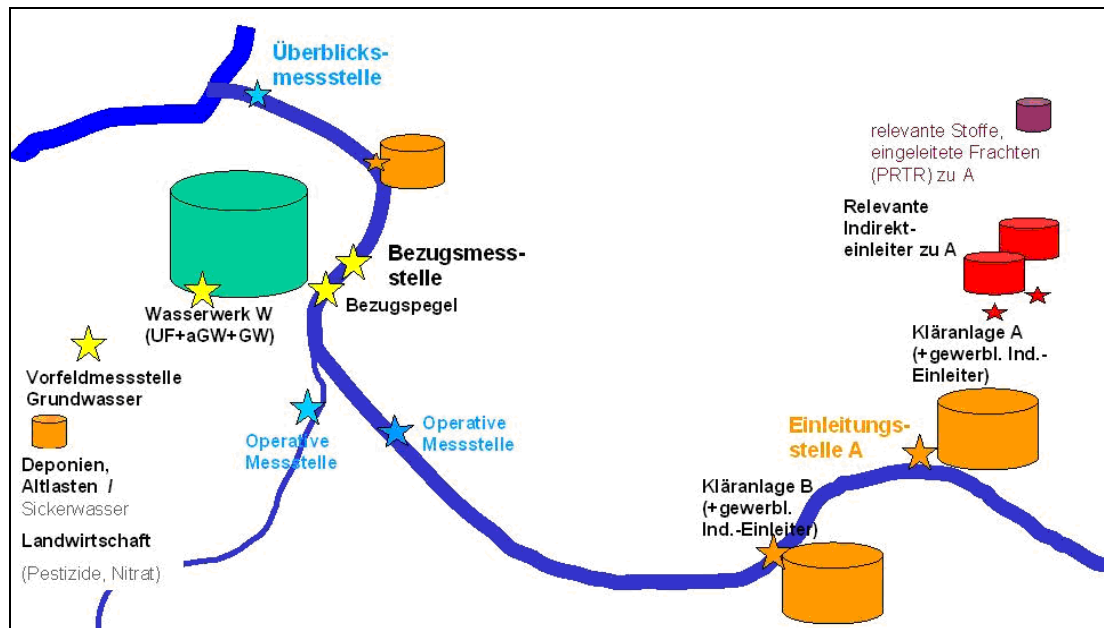 Überblicks-
messstelle
relevante Stoffe,
eingeleitete Frachten
(PRTR) zu A
Relevante
Indirekt-
einleiter zu A
Bezugsmess-
stelle
Bezugspegel
Wasserwerk W
(UF+aGW+GW)
Kläranlage A
(+gewerbl. Ind.-
Einleiter)
Vorfeldmessstelle
Grundwasser
Operative
Messstelle
Operative
Messstelle
Einleitungs-
stelle A
Deponien,
Altlasten /
Sickerwasser
Kläranlage B
(+gewerbl.
Ind.-Einleiter)
Landwirtschaft
(Pestizide, Nitrat)